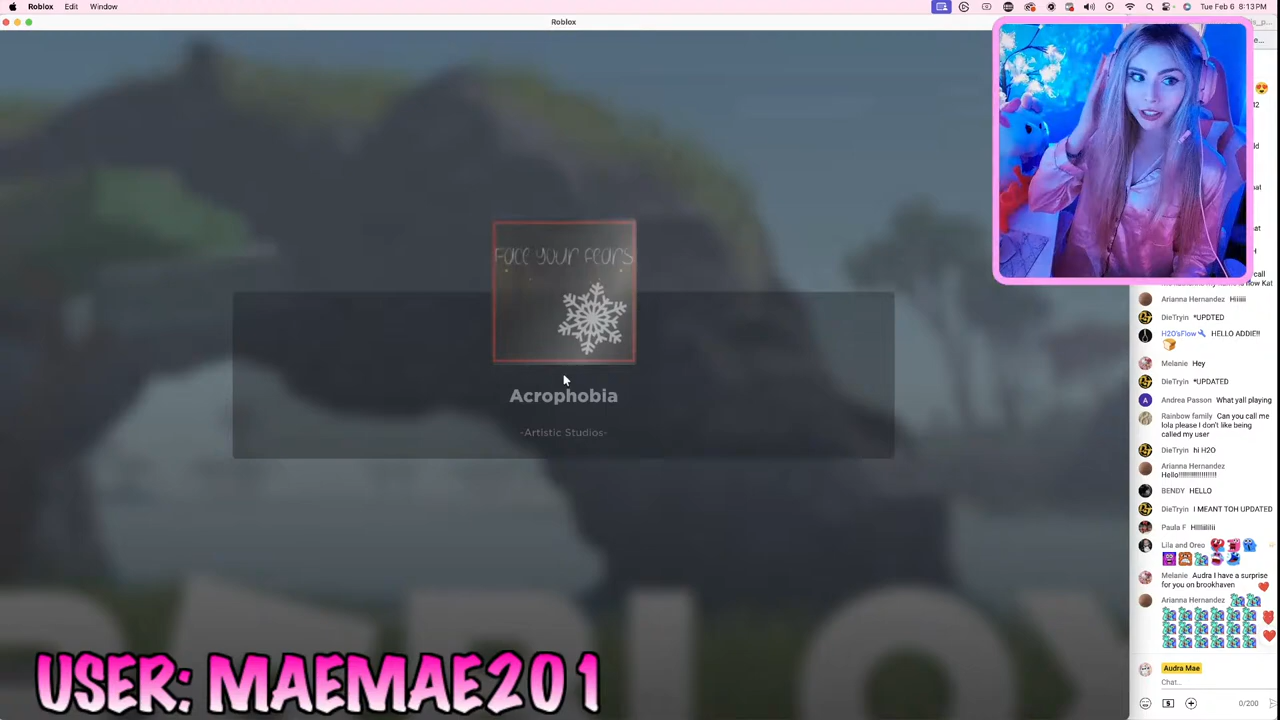 Roblox Edit Window
Tue Feb 6 8:13 PM
Roblox
Face your fears
Acrophobia
-Artistic Studios-
USER: MAEMAE201
call
now Kat
Arianna Hernandez Hiiiiii
DieTryin *UPDTED
H2O'sFlow HELLO ADDIE!!
Melanie Hey
DieTryin *UPDATED
Andrea Passon What yall playing
Rainbow family Can you call
me lola please I don't like being
called my user
DieTryin hi H2O
Arianna Hernandez
Hello!!!!!!!!!!!!!!!!!!!
BENDY HELLO
DieTryin I MEANT TOH UPDATED
Paula F
Lila and Oreo
Melanie Audra I have a surprise
for you on brookhaven
Arianna Hernandez
Audra Mae
Chat...
0/200